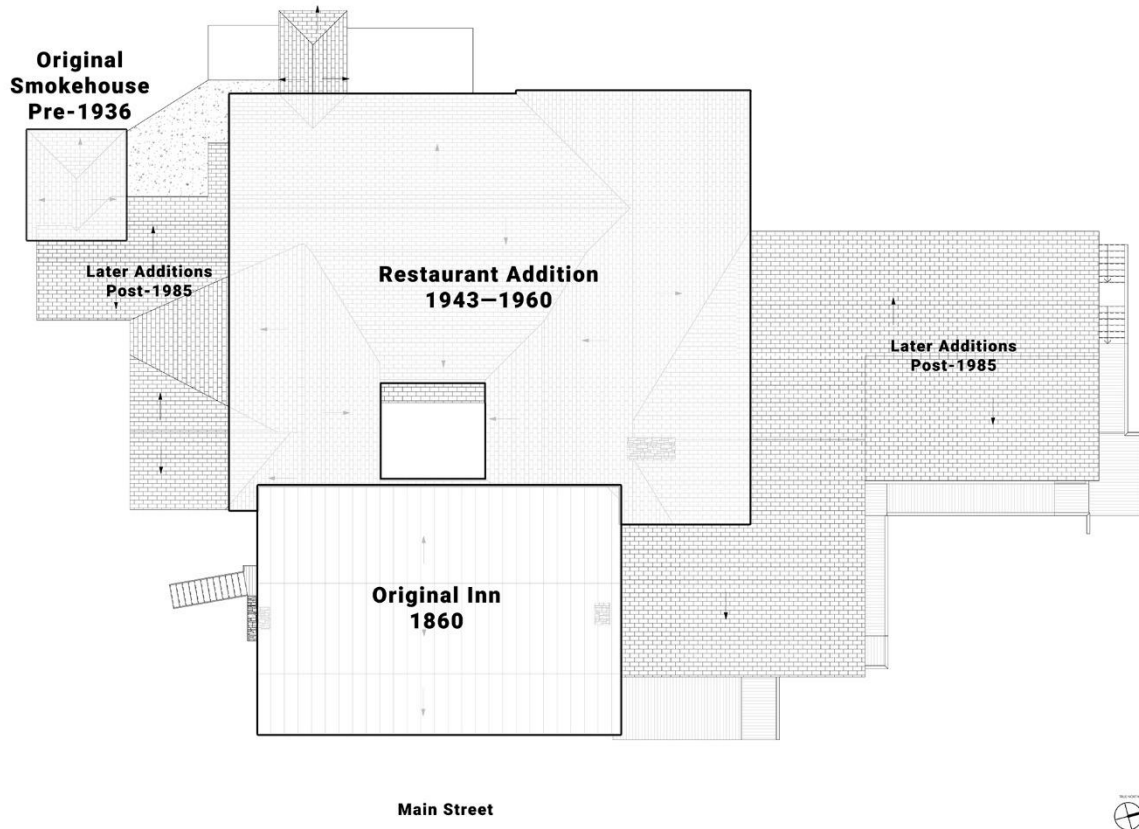 Original
Smokehouse
Pre-1936
Later Additions
Post-1985
Restaurant Addition
1943—1960
Later Additions
Post-1985
Original Inn
1860
Main Street